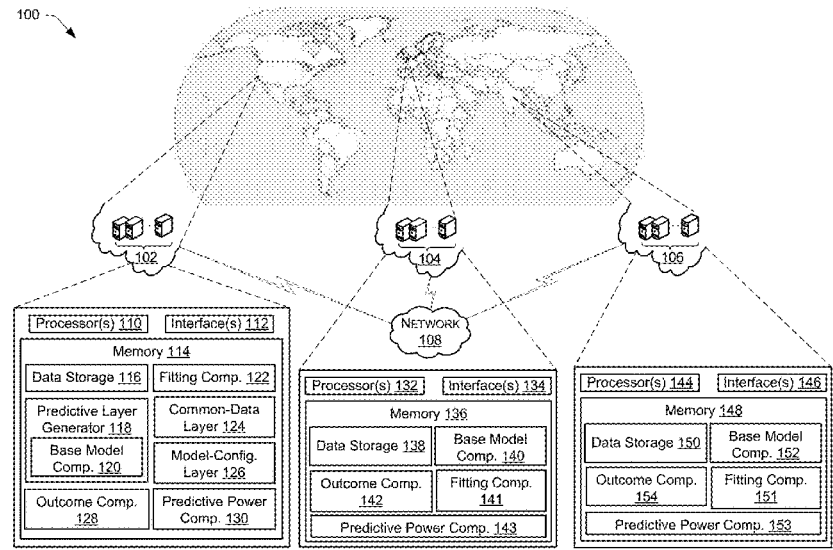 100
102
104
106
NETWORK
108
Processor(s) 110
Interface(s) 112
Memory 114
Data Storage 116
Fitting Comp. 122
Predictive Layer
Generator 118
Base Model
Comp. 120
Common-Data
Layer 124
Model-Config.
Layer 126
Outcome Comp.
128
Predictive Power
Comp. 130
Processor(s) 132
Interface(s) 134
Memory 136
Data Storage 138
Base Model
Comp. 140
Outcome Comp.
142
Fitting Comp.
141
Predictive Power Comp. 143
Processor(s) 144
Interface(s) 146
Memory 148
Data Storage 150
Base Model
Comp. 152
Outcome Comp.
154
Fitting Comp.
151
Predictive Power Comp. 153